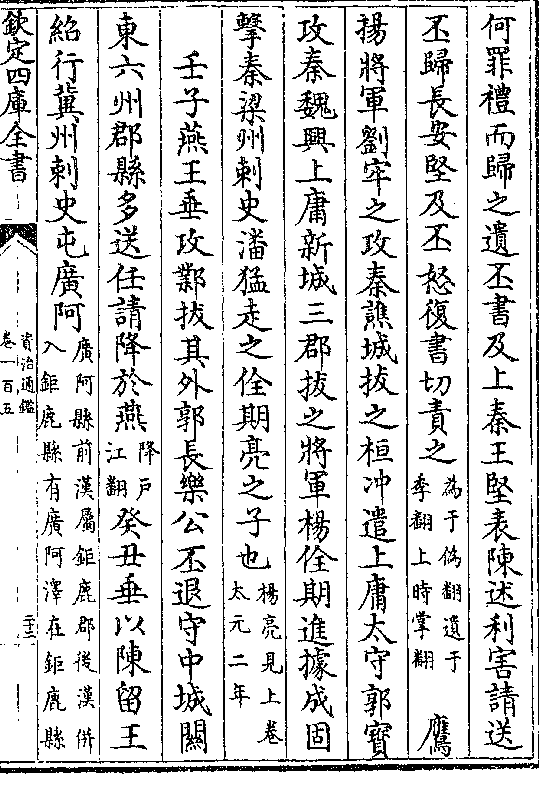 何罪禮而歸之遺丕書及上秦王堅表陳述利害請送
丕歸長安堅及丕怒復書切責之為于偽翻遺于季翻上時掌翻　鷹
揚將軍劉牢之攻秦譙城拔之桓冲遣上庸太守郭寶
攻秦魏興上庸新城三郡拔之將軍楊佺期進據成固
擊秦梁州刺史潘猛走之佺期亮之子也楊亮見上卷太元二年
壬子燕王垂攻鄴拔其外郭長樂公丕退守中城關
東六州郡縣多送任請降於燕降戸江翻癸丑垂以陳留王
紹行冀州刺史屯廣阿廣阿縣前漢屬鉅鹿郡後漢併入鉅鹿縣有廣阿澤在鉅鹿縣
欽定四庫全書
資治通鑑
卷一百五
二十三